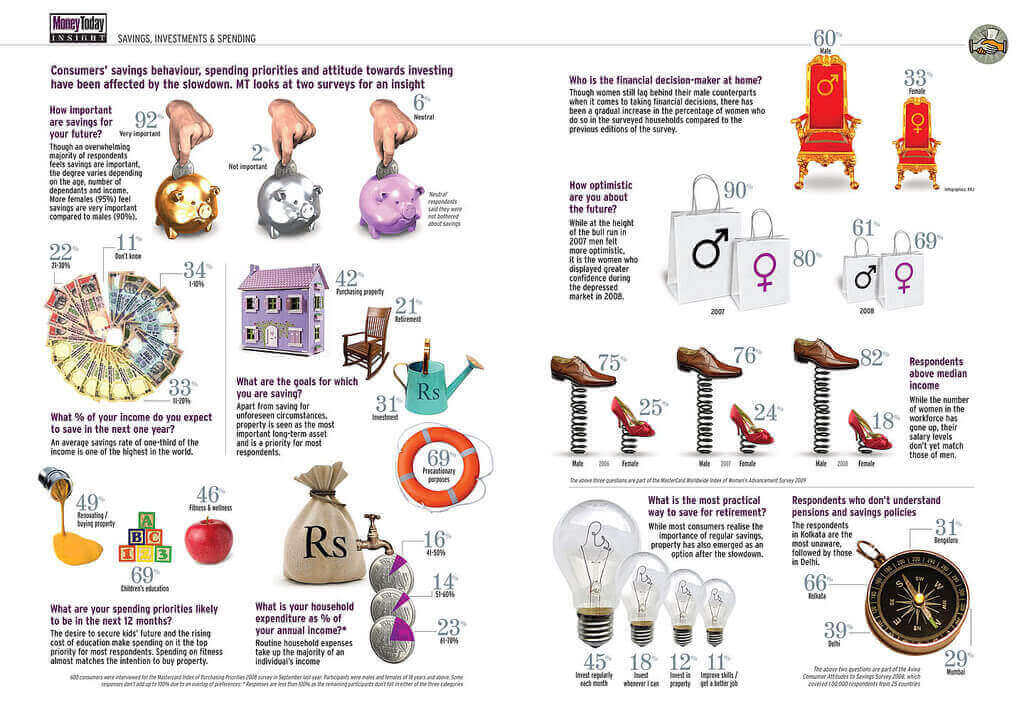 MoneyToday
INSIGHT
SAVINGS, INVESTMENTS & SPENDING
Consumers' savings behaviour, spending priorities and attitude towards investing
have been affected by the slowdown. MT looks at two surveys for an insight
How important
are savings for
your future?
Though an overwhelming
majority of respondents
feels savings are important,
the degree varies depending
on the age, number of
dependants and income.
More females (95%) feel
savings are very important
compared to males (90%).
92%
Very important
2%
Not important
6%
Neutral
Neutral
respondents
said they were
not bothered
about savings
22%
21-30%
11%
Don't know
34%
1-10%
33%
11-20%
What % of your income do you expect
to save in the next one year?
An average savings rate of one-third of the
income is one of the highest in the world.
42%
Purchasing property
21%
Retirement
What are the goals for which
you are saving?
Apart from saving for
unforeseen circumstances,
property is seen as the most
important long-term asset
and is a priority for most
respondents.
31%
Investment
Rs
69%
Precautionary
purposes
49%
Renovating /
buying property
A
B C
1 2 3
69%
Children's education
46%
Fitness & wellness
What are your spending priorities likely
to be in the next 12 months?
The desire to secure kids' future and the rising
cost of education make spending on it the top
priority for most respondents. Spending on fitness
almost matches the intention to buy property.
Rs
16%
41-50%
14%
51-60%
23%
61-70%
What is your household
expenditure as % of
your annual income?*
Routine household expenses
take up the majority of an
individual's income
600 consumers were interviewed for the Mastercard Index of Purchasing Priorities 2008 survey in September last year. Participants were males and females of 18 years and above. Some
responses don't add up to 100% due to an overlap of preferences; * Responses are less than 100% as the remaining participants don't fall in either of the three categories
Who is the financial decision-maker at home?
Though women still lag behind their male counterparts
when it comes to taking financial decisions, there has
been a gradual increase in the percentage of women who
do so in the surveyed households compared to the
previous editions of the survey.
60%
Male
33%
Female
How optimistic
are you about
the future?
While at the height
of the bull run in
2007 men felt
more optimistic,
it is the women who
displayed greater
confidence during
the depressed
market in 2008.
90%
80%
2007
61%
69%
2008
75%
25%
Male 2006 Female
76%
24%
Male 2007 Female
82%
18%
Male 2008 Female
Respondents
above median
income
While the number
of women in the
workforce has
gone up, their
salary levels
don't yet match
those of men.
The above three questions are part of the MasterCard Worldwide Index of Women's Advancement Survey 2009
What is the most practical
way to save for retirement?
While most consumers realise the
importance of regular savings,
property has also emerged as an
option after the slowdown.
45%
Invest regularly
each month
18%
Invest
whenever I can
12%
Invest in
property
11%
Improve skills /
get a better job
Respondents who don't understand
pensions and savings policies
The respondents
in Kolkata are the
most unaware,
followed by those
in Delhi.
31%
Bengaluru
66%
Kolkata
39%
Delhi
29%
Mumbai
The above two questions are part of the Aviva
Consumer Attitudes to Savings Survey 2008, which